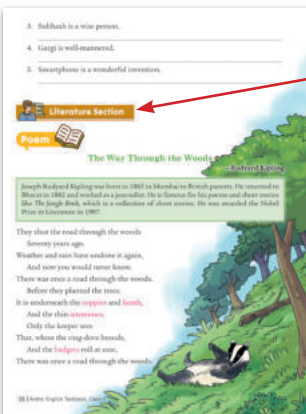 3. Subhash is a wise person.
4. Gargi is well-mannered.
5. Smartphone is a wonderful invention.
Literature Section
Poem
The Way Through the Woods
—Rudyard Kipling
Joseph Rudyard Kipling was born in 1865 in Mumbai to British parents. He returned to
Bharat in 1882 and worked as a journalist. He is famous for his poems and short stories
like The Jungle Book, which is a collection of short stories. He was awarded the Nobel
Prize in Literature in 1907.
They shut the road through the woods
Seventy years ago.
Weather and rain have undone it again,
And now you would never know
There was once a road through the woods
Before they planted the trees.
It is underneath the coppice and heath,
And the thin anemones.
Only the keeper sees
That, where the ring-dove broods,
And the badgers roll at ease,
There was once a road through the woods.
English Textbook, Class